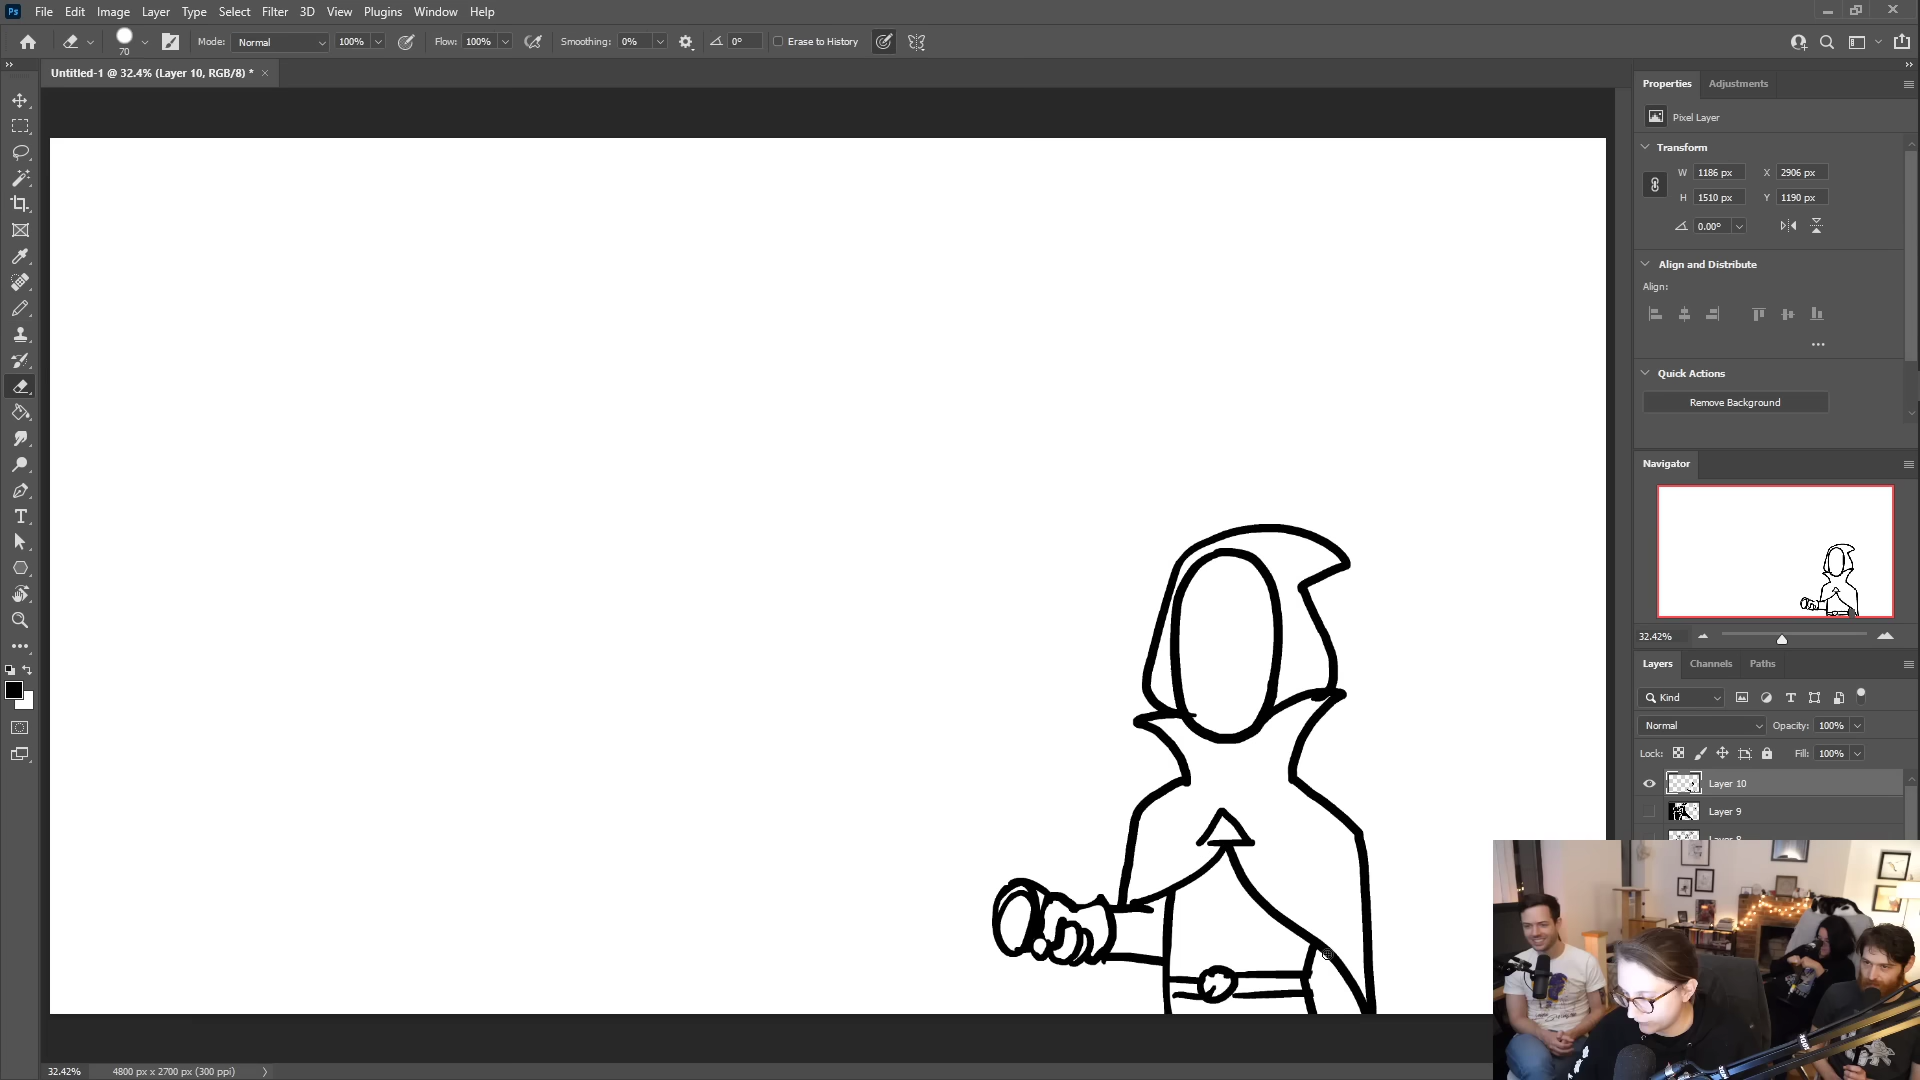 Ps File Edit Image Layer Type Select Filter 3D View Plugins Window Help
70 Mode: Normal 100% Flow: 100% Smoothing: 0% 0° Erase to History
Untitled-1 @ 32.4% (Layer 10, RGB/8) * ×
Properties Adjustments
Pixel Layer
Transform
W 1186 px X 2906 px
H 1510 px Y 1190 px
0.00°
Align and Distribute
Align:
Quick Actions
Remove Background
Navigator
32.42%
Layers Channels Paths
Kind
Normal Opacity: 100%
Lock: Fill: 100%
Layer 10
Layer 9
Layer 8
32.42% 4800 px x 2700 px (300 ppi)